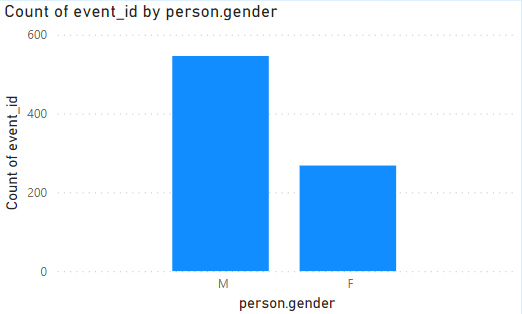 Count of event_id by person.gender
600
400
200
0
Count of event_id
M F
person.gender